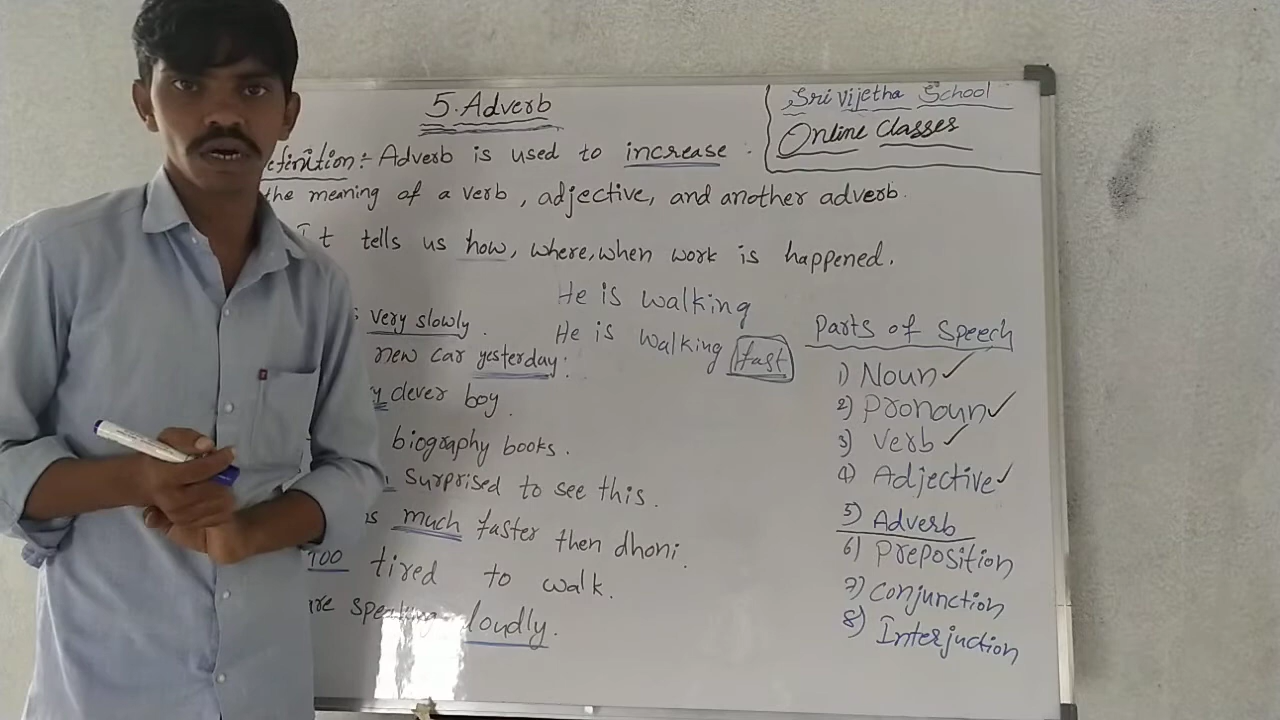 5. Adverb
Sri Vijetha School
Online Classes
efinition:- Adverb is used to increase
the meaning of a verb, adjective, and another adverb.
It tells us how, where, when work is happened.
He is walking
very slowly.
He is walking fast
new car yesterday.
y clever boy.
biography books.
surprised to see this.
is much faster then dhoni.
Too tired to walk.
are speaking loudly.
Parts of Speech
1) Noun ✓
2) Pronoun ✓
3) Verb ✓
4) Adjective ✓
5) Adverb
6) Preposition
7) Conjunction
8) Interjuction